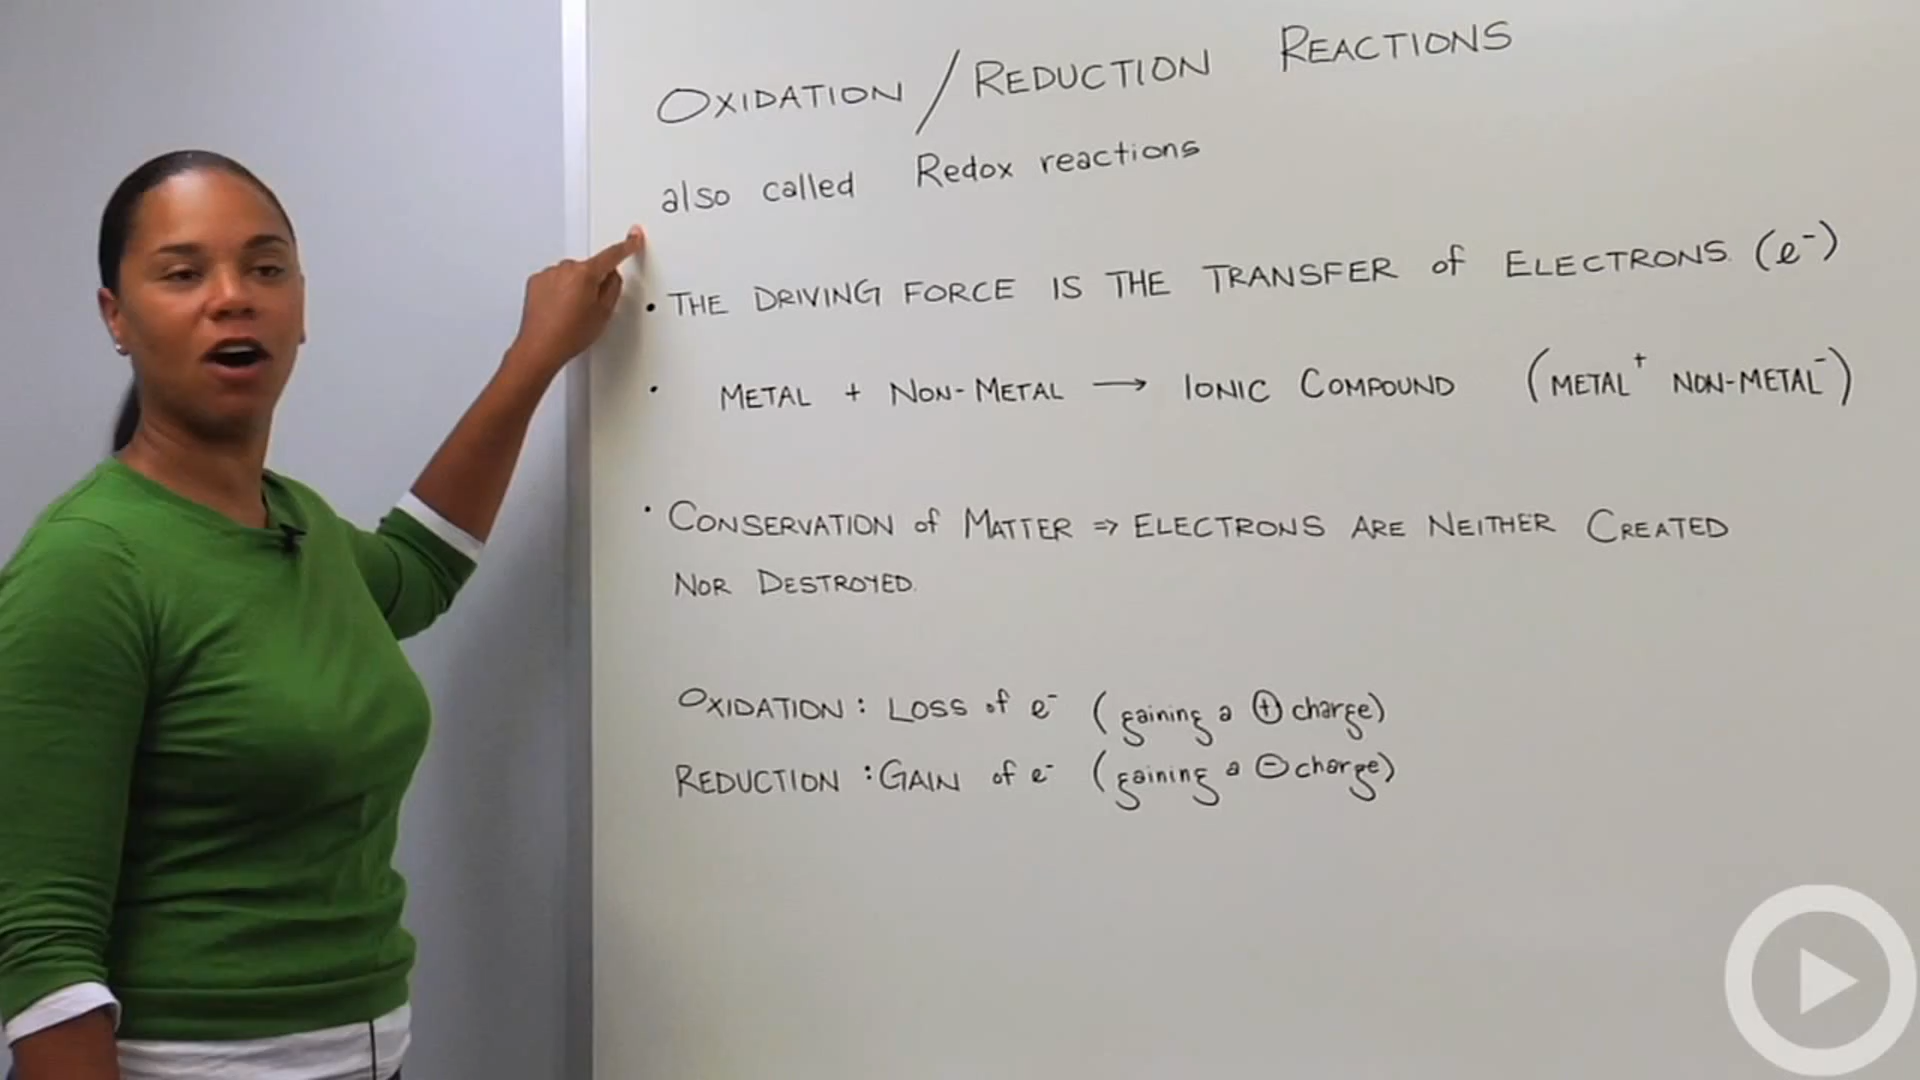 OXIDATION / REDUCTION REACTIONS
also called Redox reactions
• THE DRIVING FORCE IS THE TRANSFER of ELECTRONS. (e⁻)
• METAL + NON-METAL ⟶ IONIC COMPOUND (METAL⁺ NON-METAL⁻)
• CONSERVATION of MATTER ⇒ ELECTRONS ARE NEITHER CREATED
NOR DESTROYED.
OXIDATION : LOSS of e⁻ (gaining a ⊕ charge)
REDUCTION : GAIN of e⁻ (gaining a ⊖ charge)